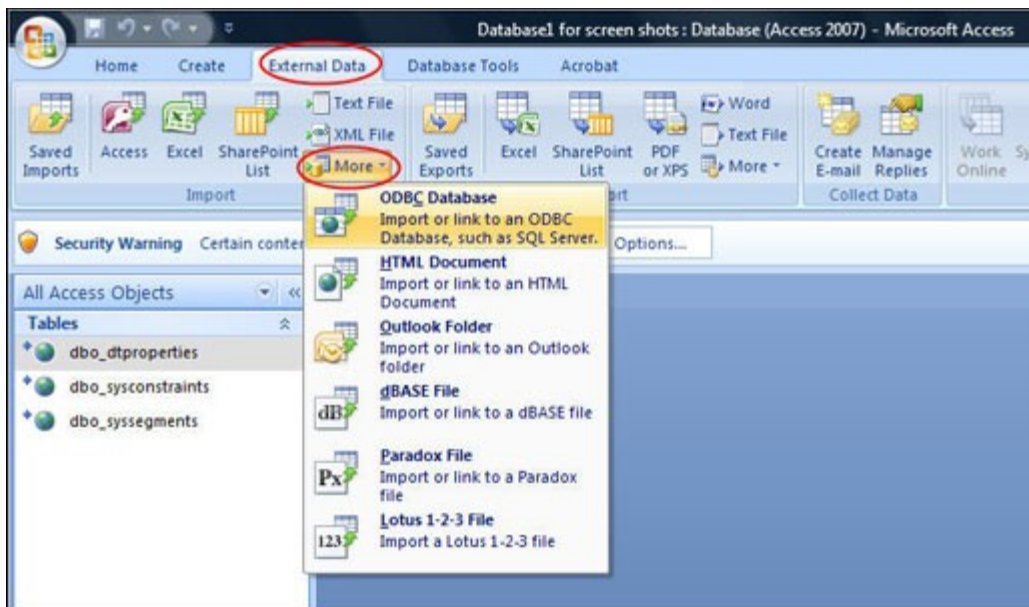 Database1 for screen shots : Database (Access 2007) - Microsoft Access
Home Create External Data Database Tools Acrobat
Saved Imports
Access
Excel
SharePoint List
Text File
XML File
More
Import
Saved Exports
Excel
SharePoint List
PDF or XPS
Word
Text File
More
Create E-mail
Manage Replies
Collect Data
Work Online
Security Warning Certain Options...
ODBC Database
Import or link to an ODBC
Database, such as SQL Server.
HTML Document
Import or link to an HTML
Document
Outlook Folder
Import or link to an Outlook
folder
dBASE File
Import or link to a dBASE file
Paradox File
Import or link to a Paradox
file
Lotus 1-2-3 File
Import a Lotus 1-2-3 file
dB
Px
123
All Access Objects
Tables
dbo_dtproperties
dbo_sysconstraints
dbo_syssegments